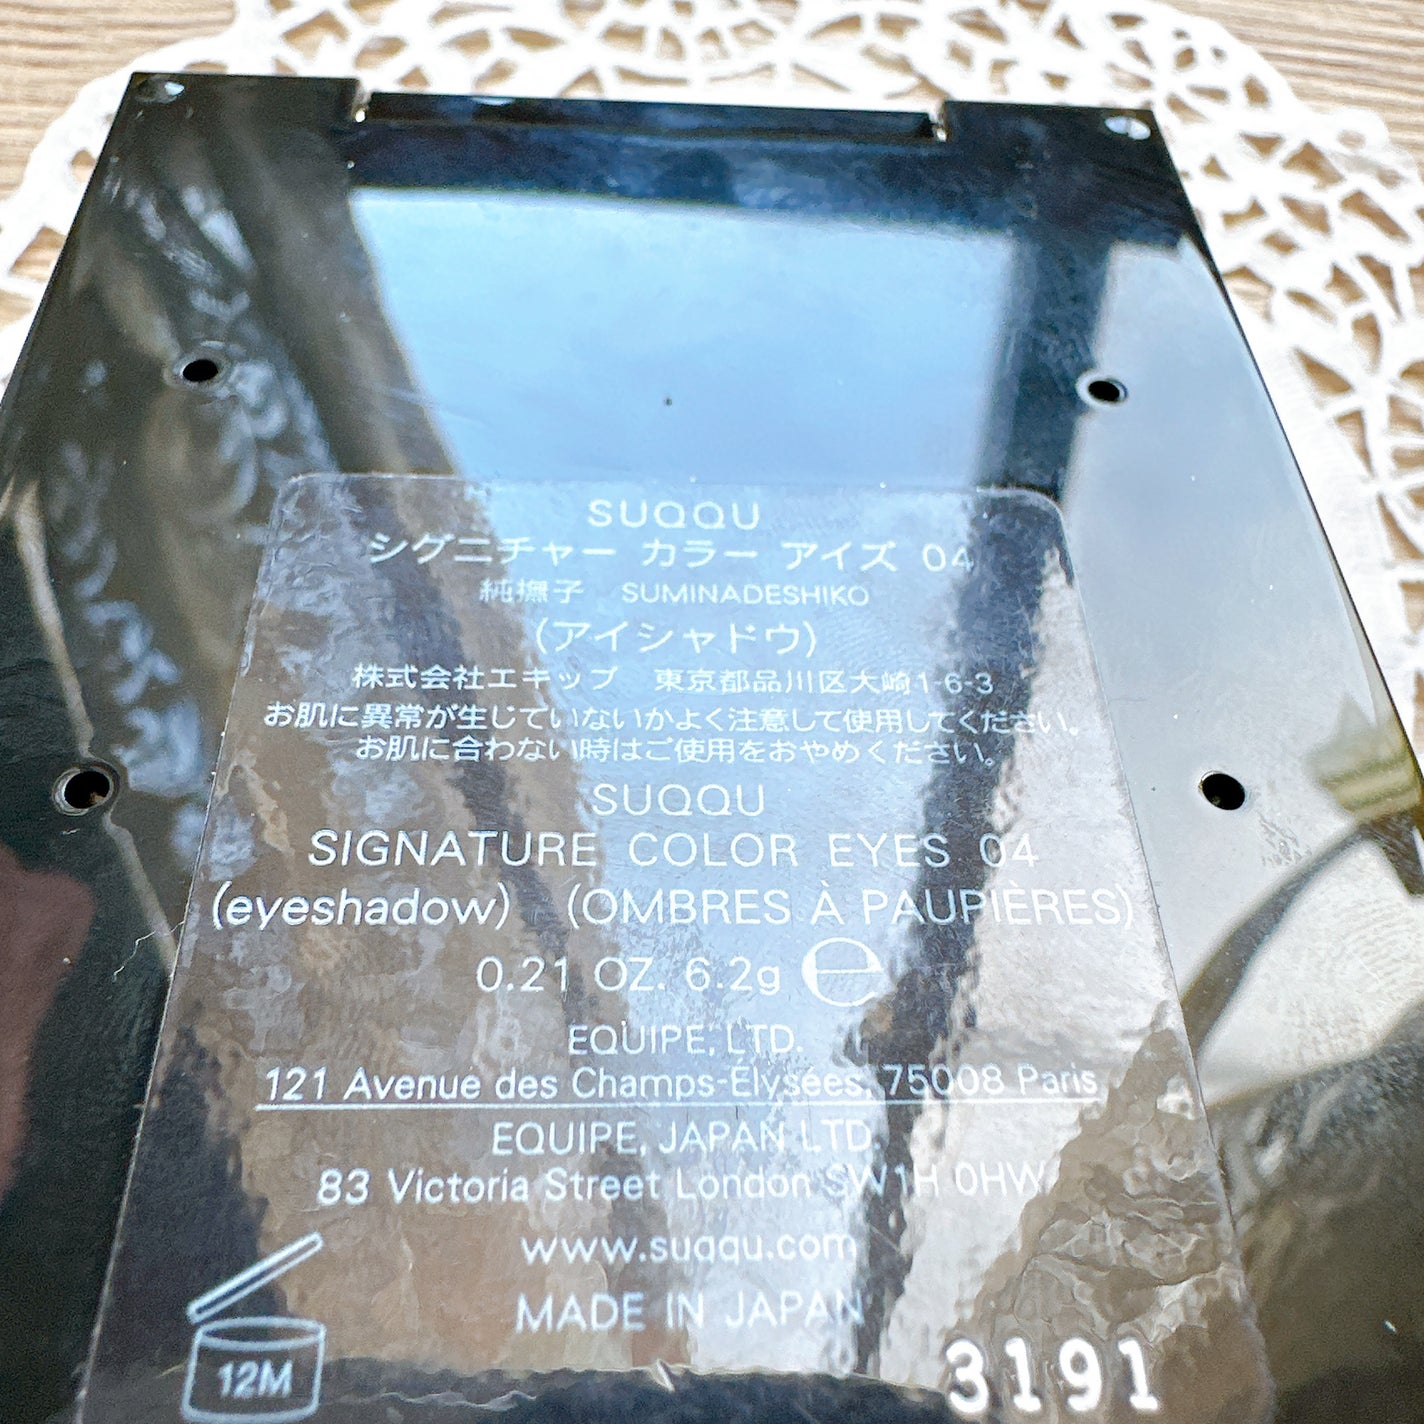 SUQQU
シグニチャー カラー アイズ 04
純撫子 SUMINADESHIKO
(アイシャドウ)
株式会社エキップ 東京都品川区大崎1-6-3
お肌に異常が生じていないかよく注意して使用してください。
お肌に合わない時はご使用をおやめください。
SUQQU
SIGNATURE COLOR EYES 04
(eyeshadow) (OMBRES À PAUPIÈRES)
0.21 OZ. 6.2g ℮
EQUIPE, LTD.
121 Avenue des Champs-Élysées, 75008 Paris
EQUIPE, JAPAN LTD.
83 Victoria Street London SW1H 0HW
www.suqqu.com
MADE IN JAPAN
12M
3191